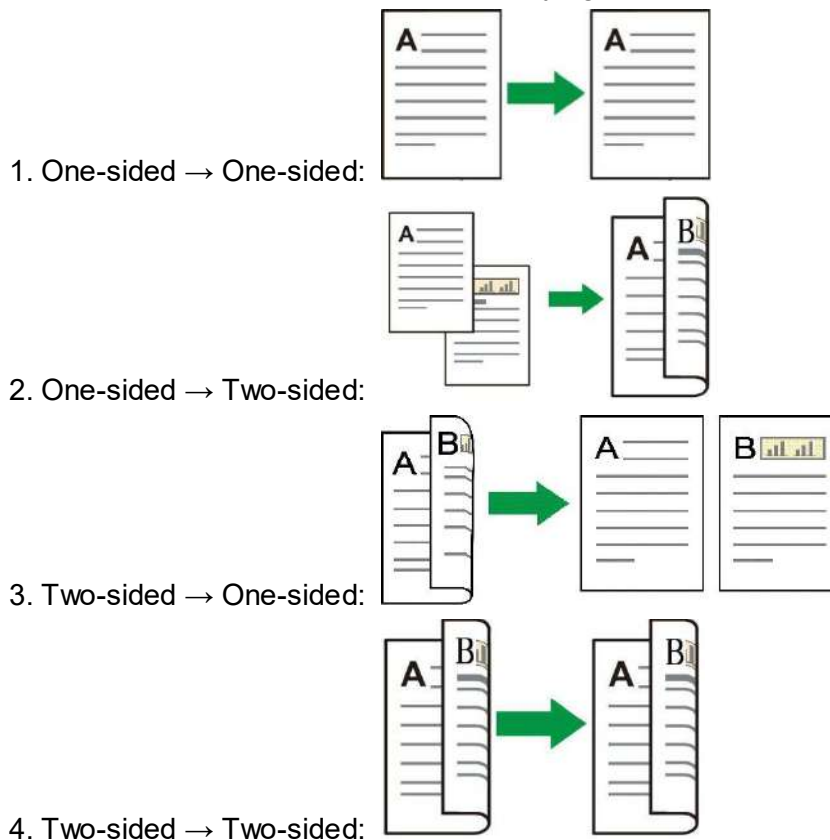 A A
1. One-sided → One-sided:
A A B
2. One-sided → Two-sided:
A B A B
3. Two-sided → One-sided:
A B A B
4. Two-sided → Two-sided: